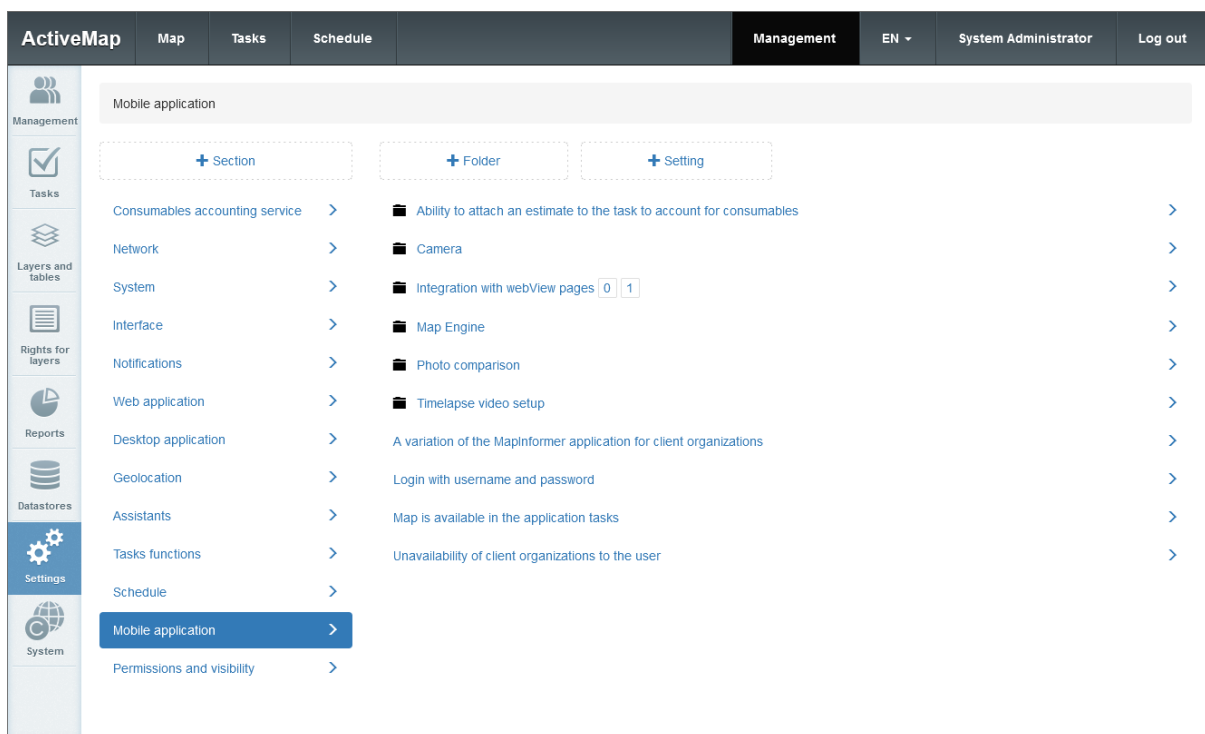 ActiveMap Map Tasks Schedule Management EN System Administrator Log out
Management
Tasks
Layers and
tables
Rights for
layers
Reports
Datastores
Settings
System
Mobile application
+ Section
Consumables accounting service
Network
System
Interface
Notifications
Web application
Desktop application
Geolocation
Assistants
Tasks functions
Schedule
Mobile application
Permissions and visibility
+ Folder + Setting
Ability to attach an estimate to the task to account for consumables
Camera
Integration with webView pages 0 1
Map Engine
Photo comparison
Timelapse video setup
A variation of the MapInformer application for client organizations
Login with username and password
Map is available in the application tasks
Unavailability of client organizations to the user